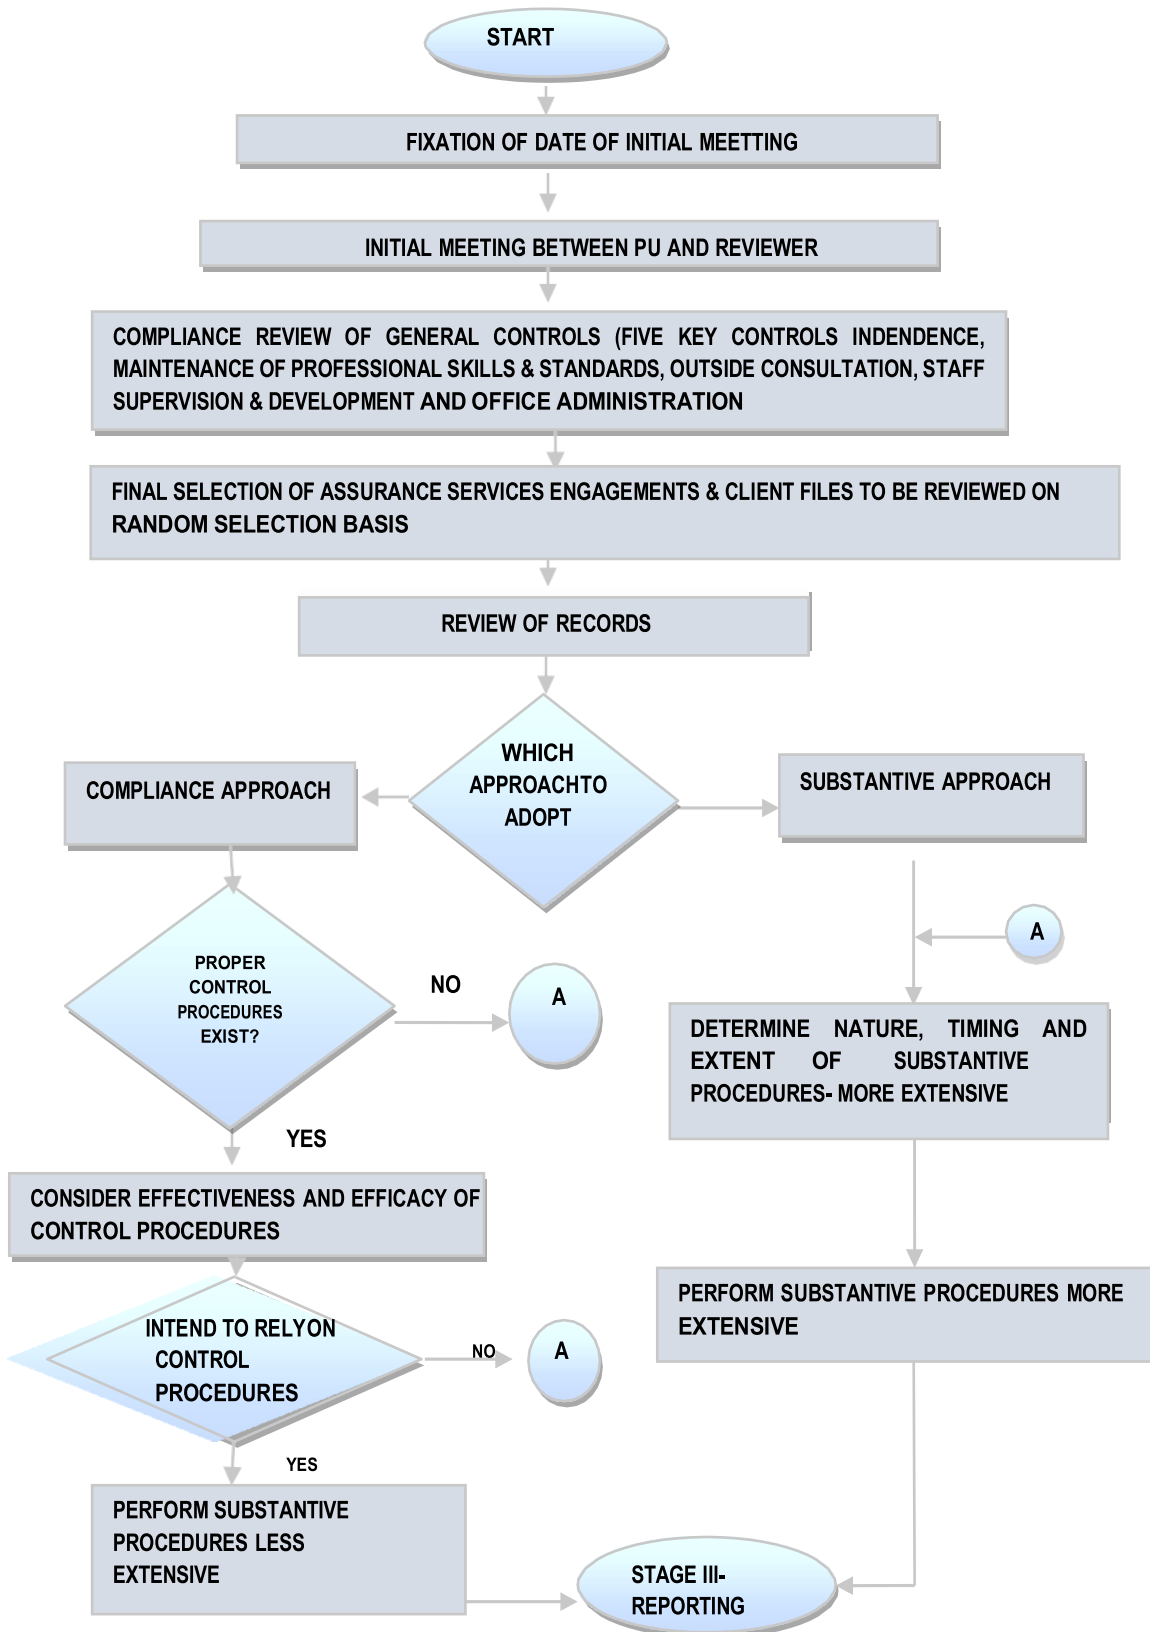 START
FIXATION OF DATE OF INITIAL MEETTING
INITIAL MEETING BETWEEN PU AND REVIEWER
COMPLIANCE REVIEW OF GENERAL CONTROLS (FIVE KEY CONTROLS INDENDENCE,
MAINTENANCE OF PROFESSIONAL SKILLS & STANDARDS, OUTSIDE CONSULTATION, STAFF
SUPERVISION & DEVELOPMENT AND OFFICE ADMINISTRATION
FINAL SELECTION OF ASSURANCE SERVICES ENGAGEMENTS & CLIENT FILES TO BE REVIEWED ON
RANDOM SELECTION BASIS
REVIEW OF RECORDS
WHICH
APPROACHTO
ADOPT
COMPLIANCE APPROACH
SUBSTANTIVE APPROACH
PROPER
CONTROL
PROCEDURES
EXIST?
NO
A
A
DETERMINE NATURE, TIMING AND
EXTENT OF SUBSTANTIVE
PROCEDURES- MORE EXTENSIVE
YES
CONSIDER EFFECTIVENESS AND EFFICACY OF
CONTROL PROCEDURES
PERFORM SUBSTANTIVE PROCEDURES MORE
EXTENSIVE
INTEND TO RELYON
CONTROL
PROCEDURES
NO
A
YES
PERFORM SUBSTANTIVE
PROCEDURES LESS
EXTENSIVE
STAGE III-
REPORTING